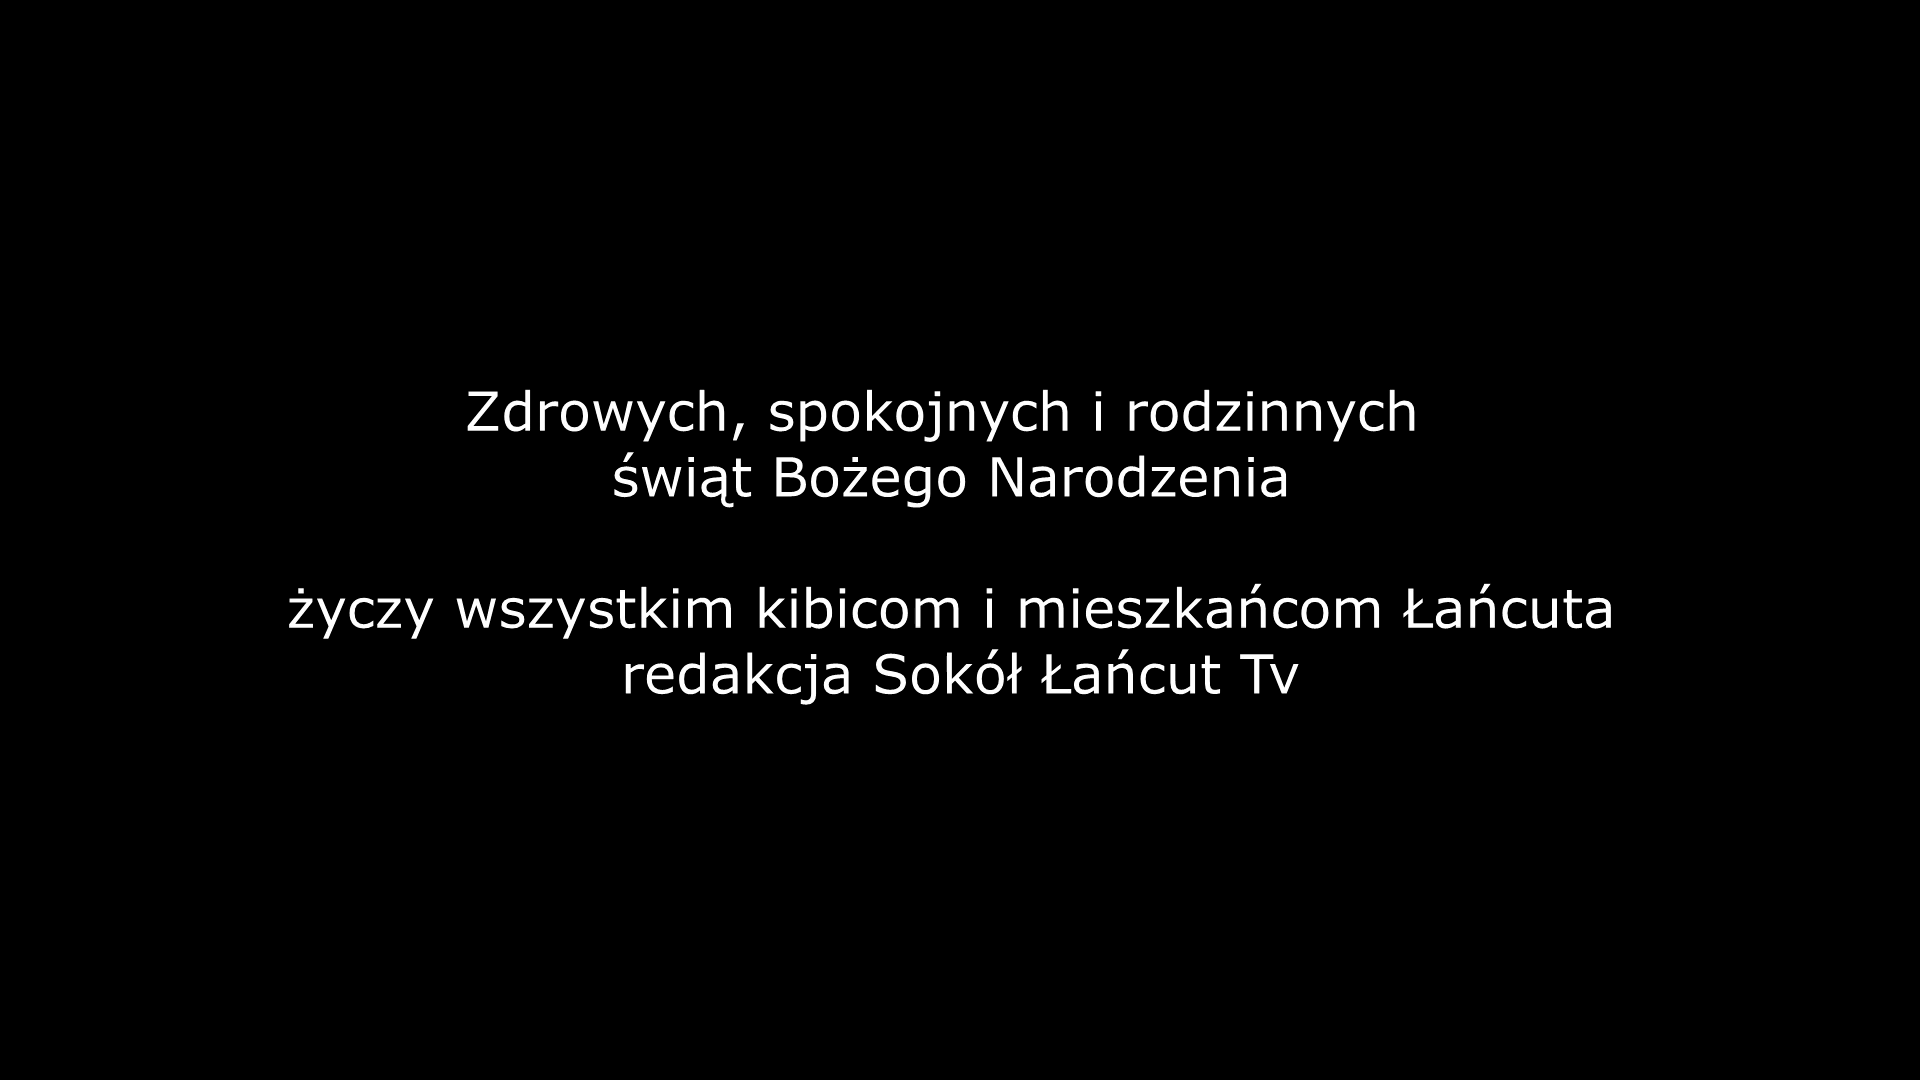 Zdrowych, spokojnych i rodzinnych
świąt Bożego Narodzenia
życzy wszystkim kibicom i mieszkańcom Łańcuta
redakcja Sokół Łańcut Tv